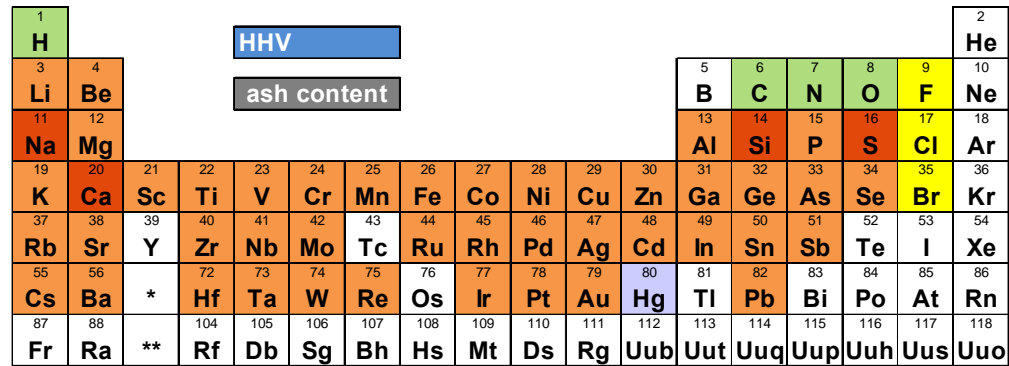 1 2
H HHV He
3 4 5 6 7 8 9 10
Li Be ash content B C N O F Ne
11 12 13 14 15 16 17 18
Na Mg Al Si P S Cl Ar
19 20 21 22 23 24 25 26 27 28 29 30 31 32 33 34 35 36
K Ca Sc Ti V Cr Mn Fe Co Ni Cu Zn Ga Ge As Se Br Kr
37 38 39 40 41 42 43 44 45 46 47 48 49 50 51 52 53 54
Rb Sr Y Zr Nb Mo Tc Ru Rh Pd Ag Cd In Sn Sb Te I Xe
55 56 72 73 74 75 76 77 78 79 80 81 82 83 84 85 86
Cs Ba * Hf Ta W Re Os Ir Pt Au Hg Tl Pb Bi Po At Rn
87 88 104 105 106 107 108 109 110 111 112 113 114 115 116 117 118
Fr Ra ** Rf Db Sg Bh Hs Mt Ds Rg Uub Uut Uuq Uup Uuh Uus Uuo